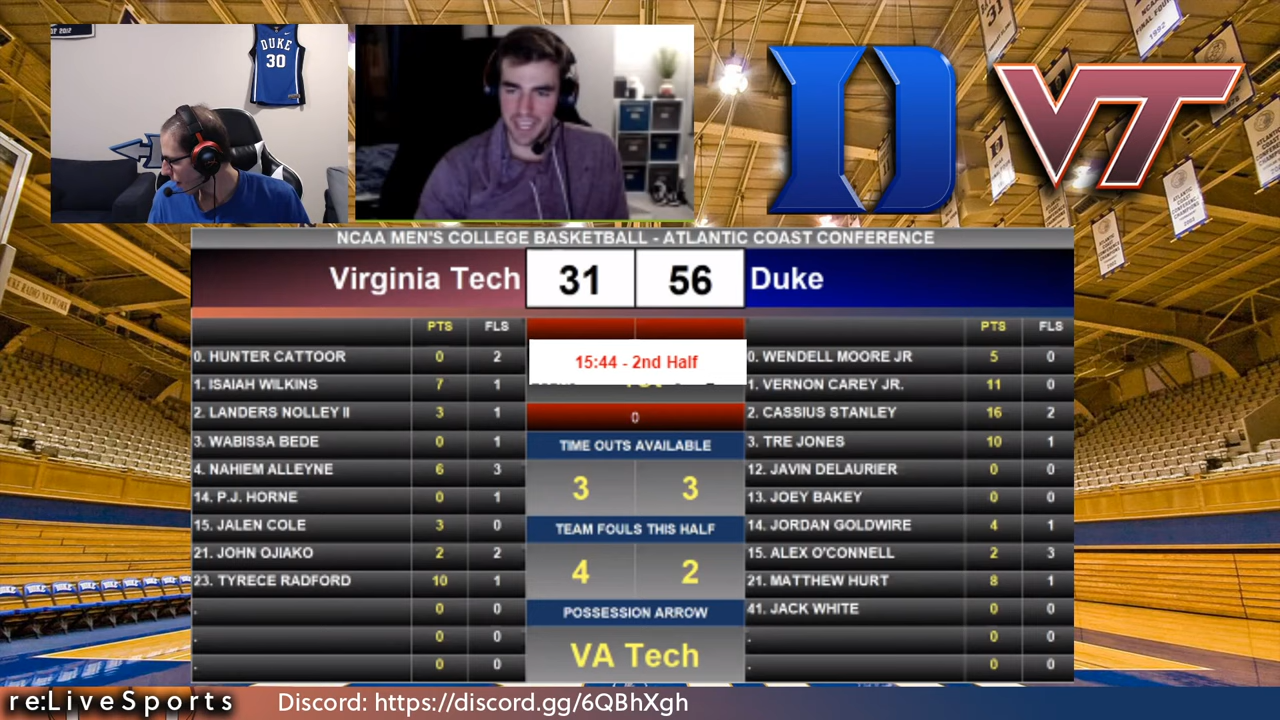 DUKE
30
NCAA MEN'S COLLEGE BASKETBALL - ATLANTIC COAST CONFERENCE
Virginia Tech 31 56 Duke
PTS FLS PTS FLS
0. HUNTER CATTOOR 0 2
1. ISAIAH WILKINS 7 1
2. LANDERS NOLLEY II 3 1
3. WABISSA BEDE 0 1
4. NAHIEM ALLEYNE 6 3
14. P.J. HORNE 0 1
15. JALEN COLE 3 0
21. JOHN OJIAKO 2 2
23. TYRECE RADFORD 10 1
. 0 0
. 0 0
. 0 0
15:44 - 2nd Half
0
TIME OUTS AVAILABLE
3 3
TEAM FOULS THIS HALF
4 2
POSSESSION ARROW
VA Tech
0. WENDELL MOORE JR 5 0
1. VERNON CAREY JR. 11 0
2. CASSIUS STANLEY 16 2
3. TRE JONES 10 1
12. JAVIN DELAURIER 0 0
13. JOEY BAKEY 0 0
14. JORDAN GOLDWIRE 4 1
15. ALEX O'CONNELL 2 3
21. MATTHEW HURT 8 1
41. JACK WHITE 0 0
. 0 0
. 0 0
re:LiveSports Discord: https://discord.gg/6QBhXgh
D
VT